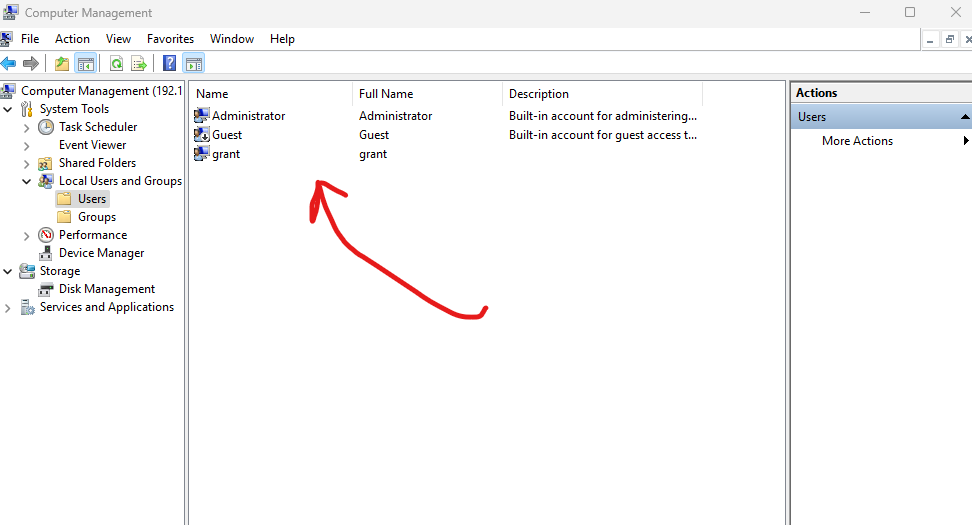 Computer Management
File Action View Favorites Window Help
Computer Management (192.1
System Tools
Task Scheduler
Event Viewer
Shared Folders
Local Users and Groups
Users
Groups
Performance
Device Manager
Storage
Disk Management
Services and Applications
Name Full Name Description
Administrator Administrator Built-in account for administering...
Guest Guest Built-in account for guest access t...
grant grant
Actions
Users
More Actions